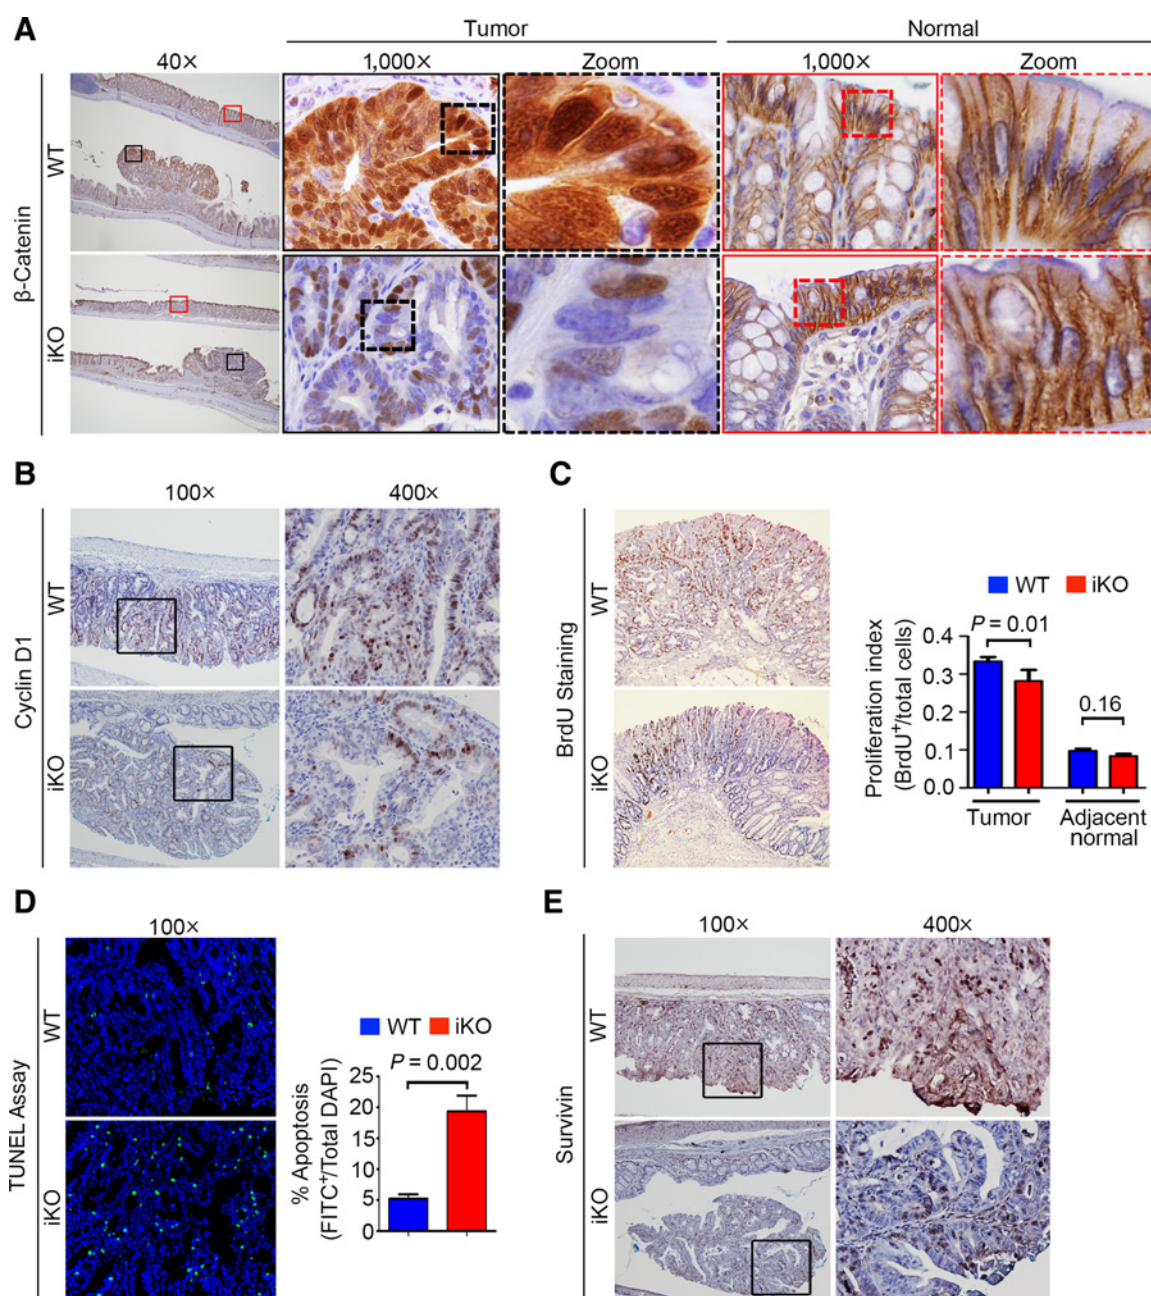 A
Tumor
Normal
40×
1,000×
Zoom
1,000×
Zoom
β-Catenin
WT
iKO
B
100×
400×
Cyclin D1
WT
iKO
C
BrdU Staining
WT
iKO
WT
iKO
Proliferation index
(BrdU⁺/total cells)
0.4
0.3
0.2
0.1
0.0
P = 0.01
0.16
Tumor
Adjacent
normal
D
100×
TUNEL Assay
WT
iKO
WT
iKO
P = 0.002
% Apoptosis
(FITC⁺/Total DAPI)
25
20
15
10
5
0
E
100×
400×
Survivin
WT
iKO